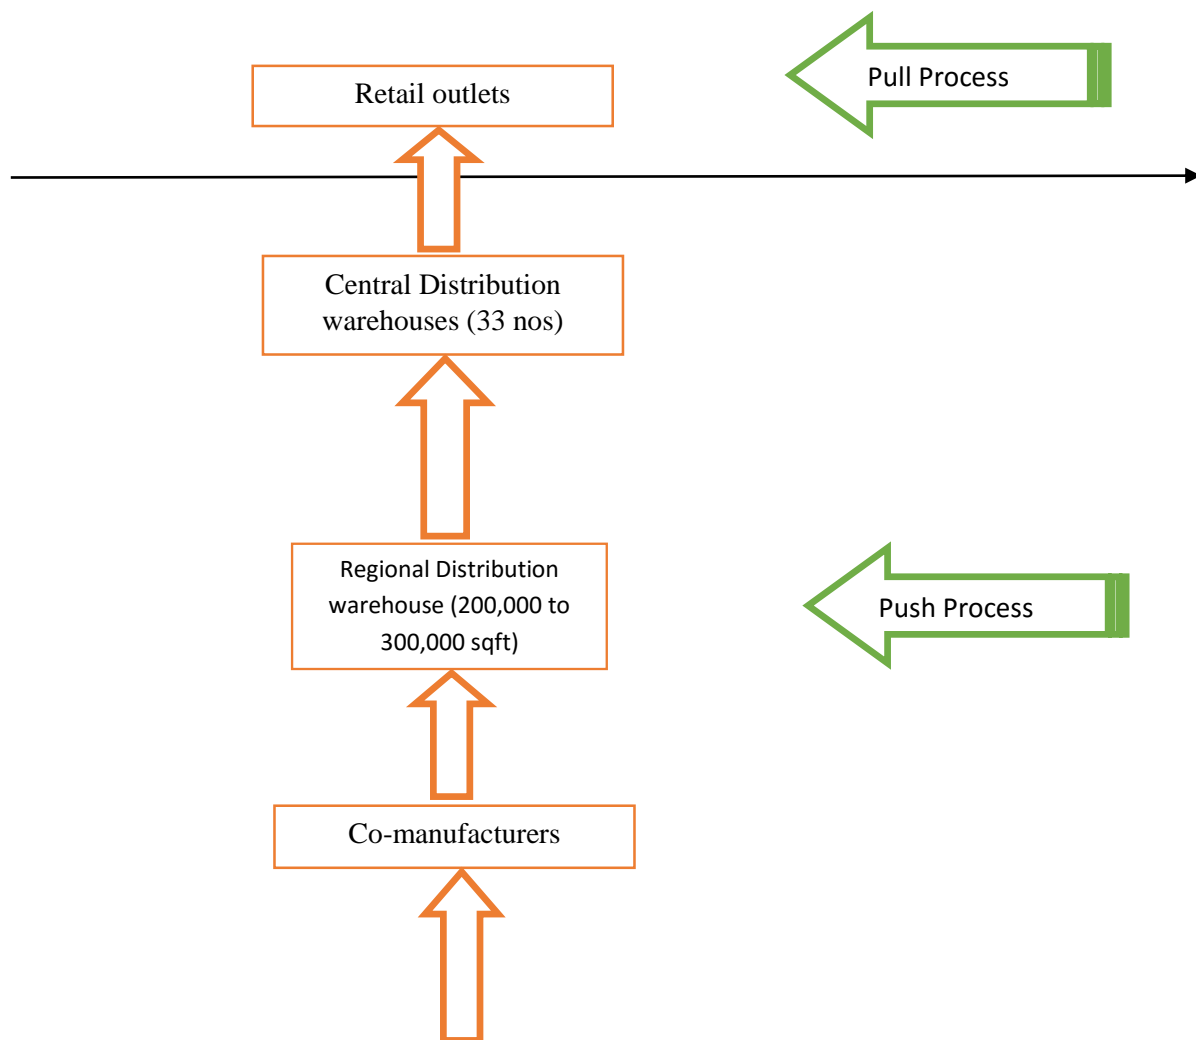 Pull Process
Retail outlets
Central Distribution
warehouses (33 nos)
Regional Distribution
warehouse (200,000 to
300,000 sqft)
Push Process
Co-manufacturers